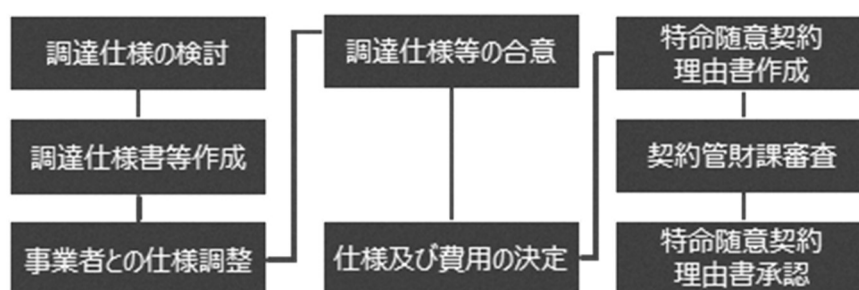 調達仕様の検討
調達仕様書等作成
事業者との仕様調整
調達仕様等の合意
仕様及び費用の決定
特命随意契約
理由書作成
契約管財課審査
特命随意契約
理由書承認